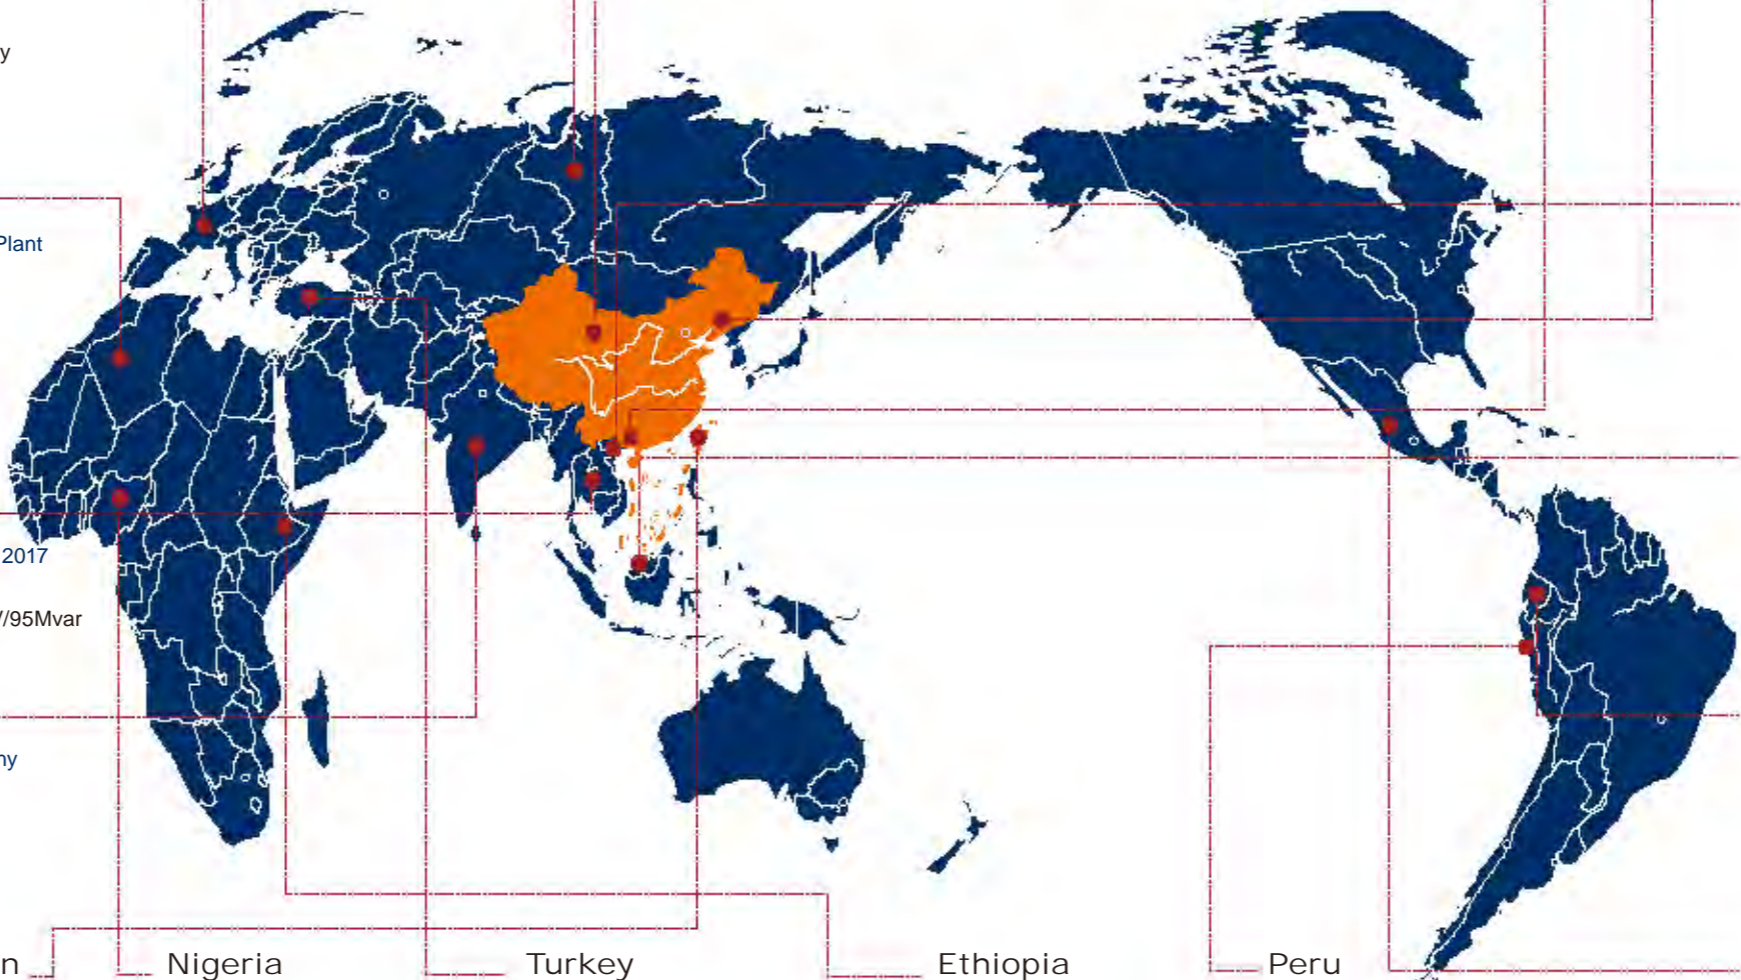 y
Plant
2017
//95Mvar
ny
n
Nigeria
Turkey
Ethiopia
Peru